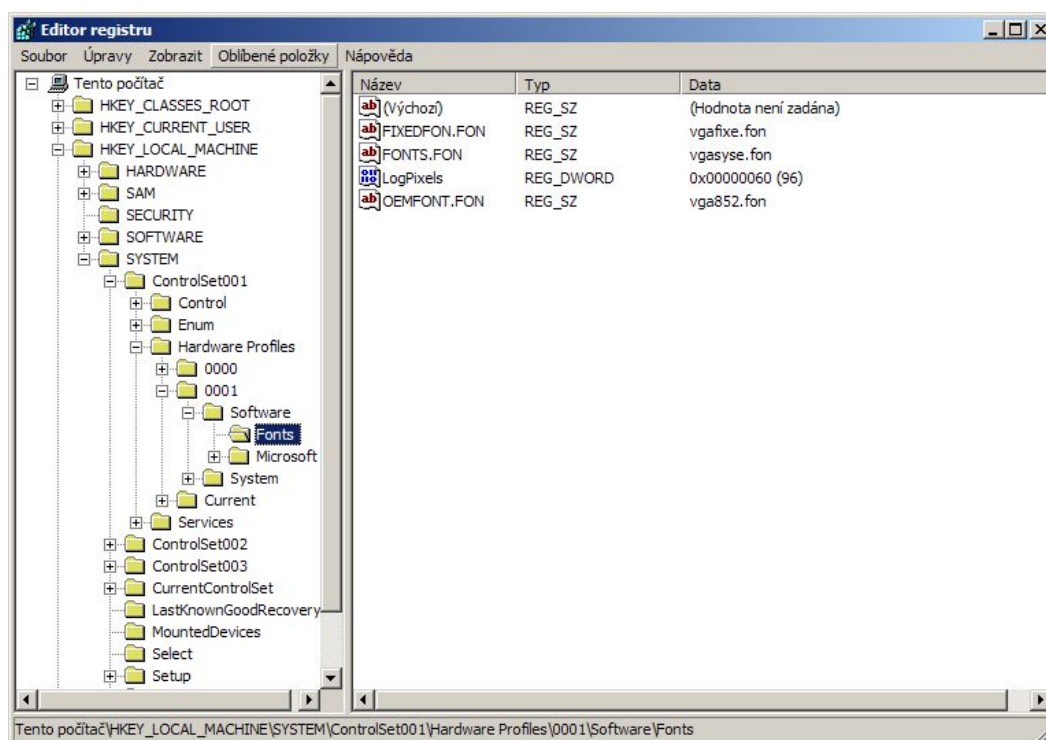 Editor registru
Soubor Úpravy Zobrazit Oblíbené položky Nápověda
Tento počítač
HKEY_CLASSES_ROOT
HKEY_CURRENT_USER
HKEY_LOCAL_MACHINE
HARDWARE
SAM
SECURITY
SOFTWARE
SYSTEM
ControlSet001
Control
Enum
Hardware Profiles
0000
0001
Software
Fonts
Microsoft
System
Current
Services
ControlSet002
ControlSet003
CurrentControlSet
LastKnownGoodRecovery
MountedDevices
Select
Setup
Název Typ Data
(Výchozí) REG_SZ (Hodnota není zadána)
FIXEDFON.FON REG_SZ vgafixe.fon
FONTS.FON REG_SZ vgasyse.fon
LogPixels REG_DWORD 0x00000060 (96)
OEMFONT.FON REG_SZ vga852.fon
Tento počítač\HKEY_LOCAL_MACHINE\SYSTEM\ControlSet001\Hardware Profiles\0001\Software\Fonts